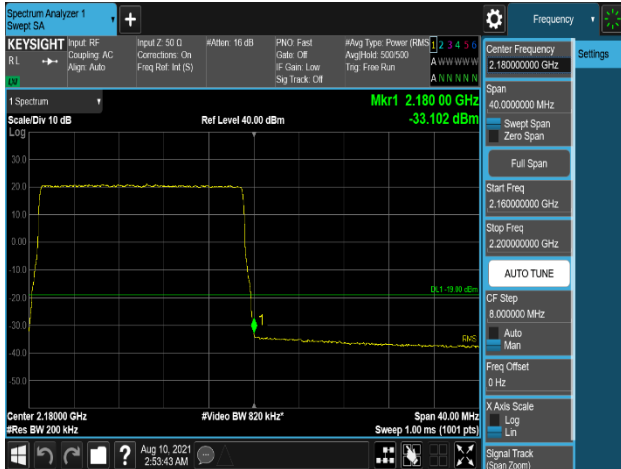 Spectrum Analyzer 1
Swept SA
Frequency
KEYSIGHT
RL
LV
Input: RF
Coupling: AC
Align: Auto
Input Z: 50 Ω
Corrections: On
Freq Ref: Int (S)
#Atten: 16 dB
PNO: Fast
Gate: Off
IF Gain: Low
Sig Track: Off
#Avg Type: Power (RMS
Avg|Hold: 500/500
Trig: Free Run
1 2 3 4 5 6
A W W W W W
A N N N N N
1 Spectrum
Scale/Div 10 dB
Log
Ref Level 40.00 dBm
Mkr1 2.180 00 GHz
-33.102 dBm
30.0
20.0
10.0
0.00
-10.0
DL1 -19.00 dBm
-20.0
1
-30.0
RMS
-40.0
-50.0
Center 2.18000 GHz
#Res BW 200 kHz
#Video BW 820 kHz*
Span 40.00 MHz
Sweep 1.00 ms (1001 pts)
?
Aug 10, 2021
2:53:43 AM
Center Frequency
2.180000000 GHz
Settings
Span
40.0000000 MHz
Swept Span
Zero Span
Full Span
Start Freq
2.160000000 GHz
Stop Freq
2.200000000 GHz
AUTO TUNE
CF Step
8.000000 MHz
Auto
Man
Freq Offset
0 Hz
X Axis Scale
Log
Lin
Signal Track
(Span Zoom)